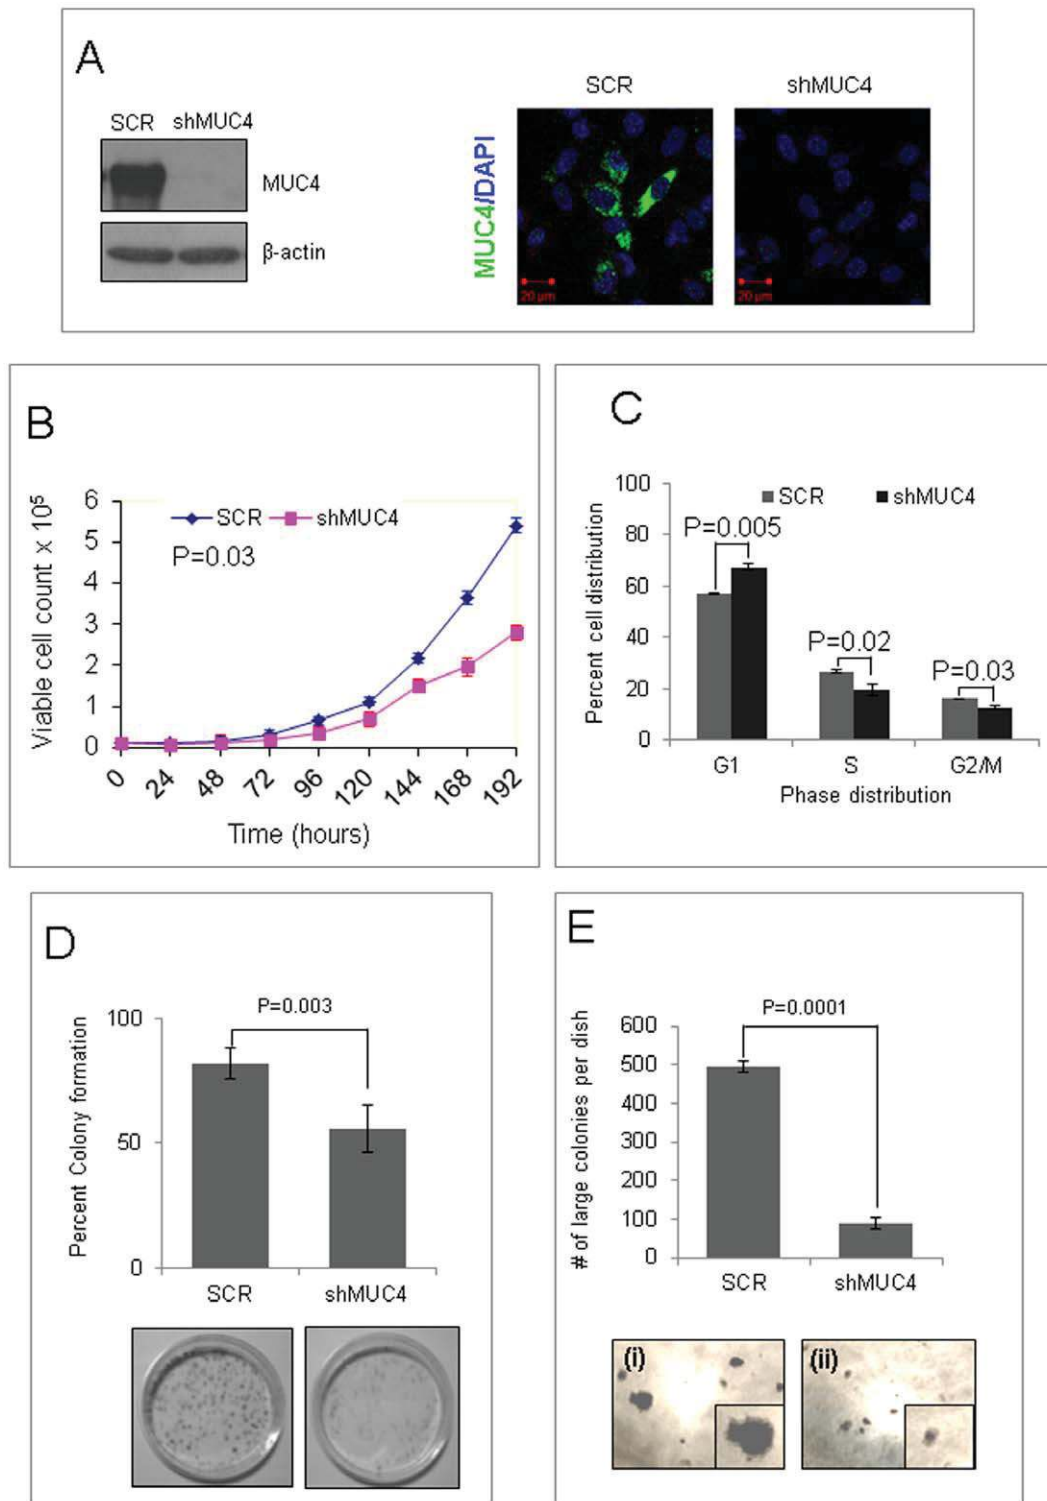 A
SCR shMUC4
MUC4
β-actin
SCR shMUC4
MUC4/DAPI
20 µm
20 µm
B
Viable cell count x 10⁵
6
5
4
3
2
1
0
SCR shMUC4
P=0.03
0 24 48 72 96 120 144 168 192
Time (hours)
C
Percent cell distribution
100
80
60
40
20
0
SCR shMUC4
P=0.005
P=0.02
P=0.03
G1 S G2/M
Phase distribution
D
Percent Colony formation
100
50
0
P=0.003
SCR shMUC4
E
# of large colonies per dish
600
500
400
300
200
100
0
P=0.0001
SCR shMUC4
(i) (ii)